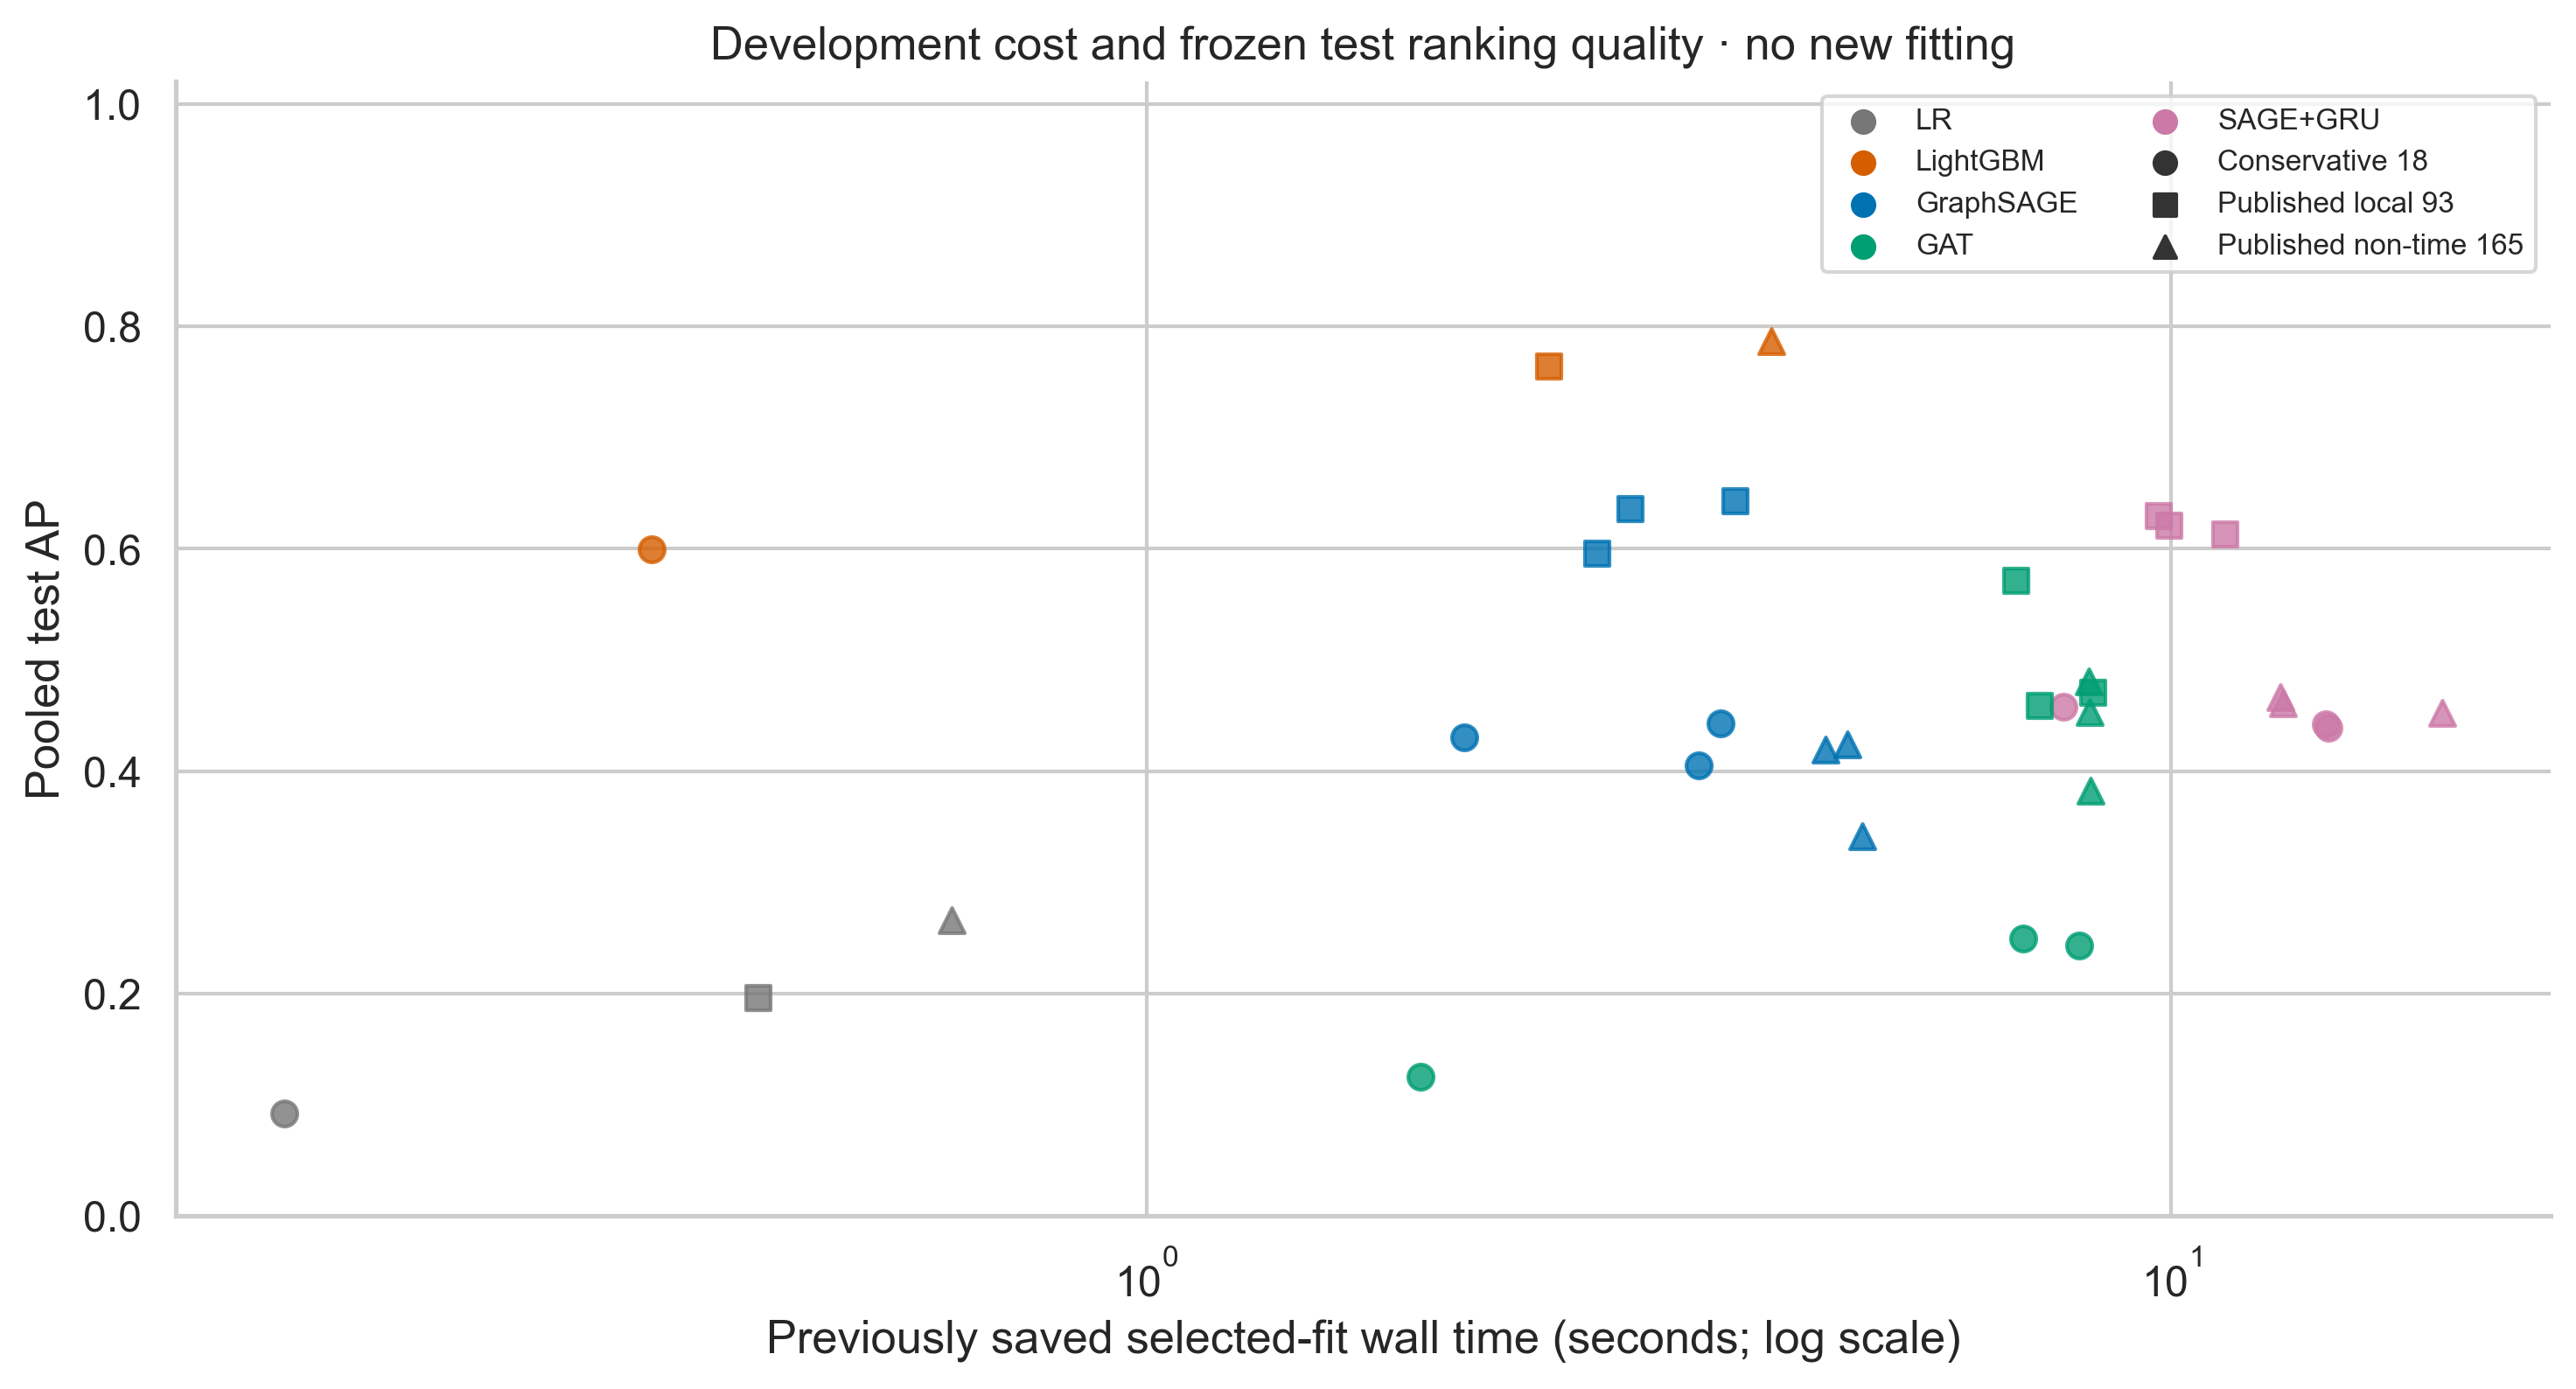 Development cost and frozen test ranking quality · no new fitting
1.0
0.8
0.6
0.4
0.2
0.0
Pooled test AP
LR
LightGBM
GraphSAGE
GAT
SAGE+GRU
Conservative 18
Published local 93
Published non-time 165
10^0
10^1
Previously saved selected-fit wall time (seconds; log scale)